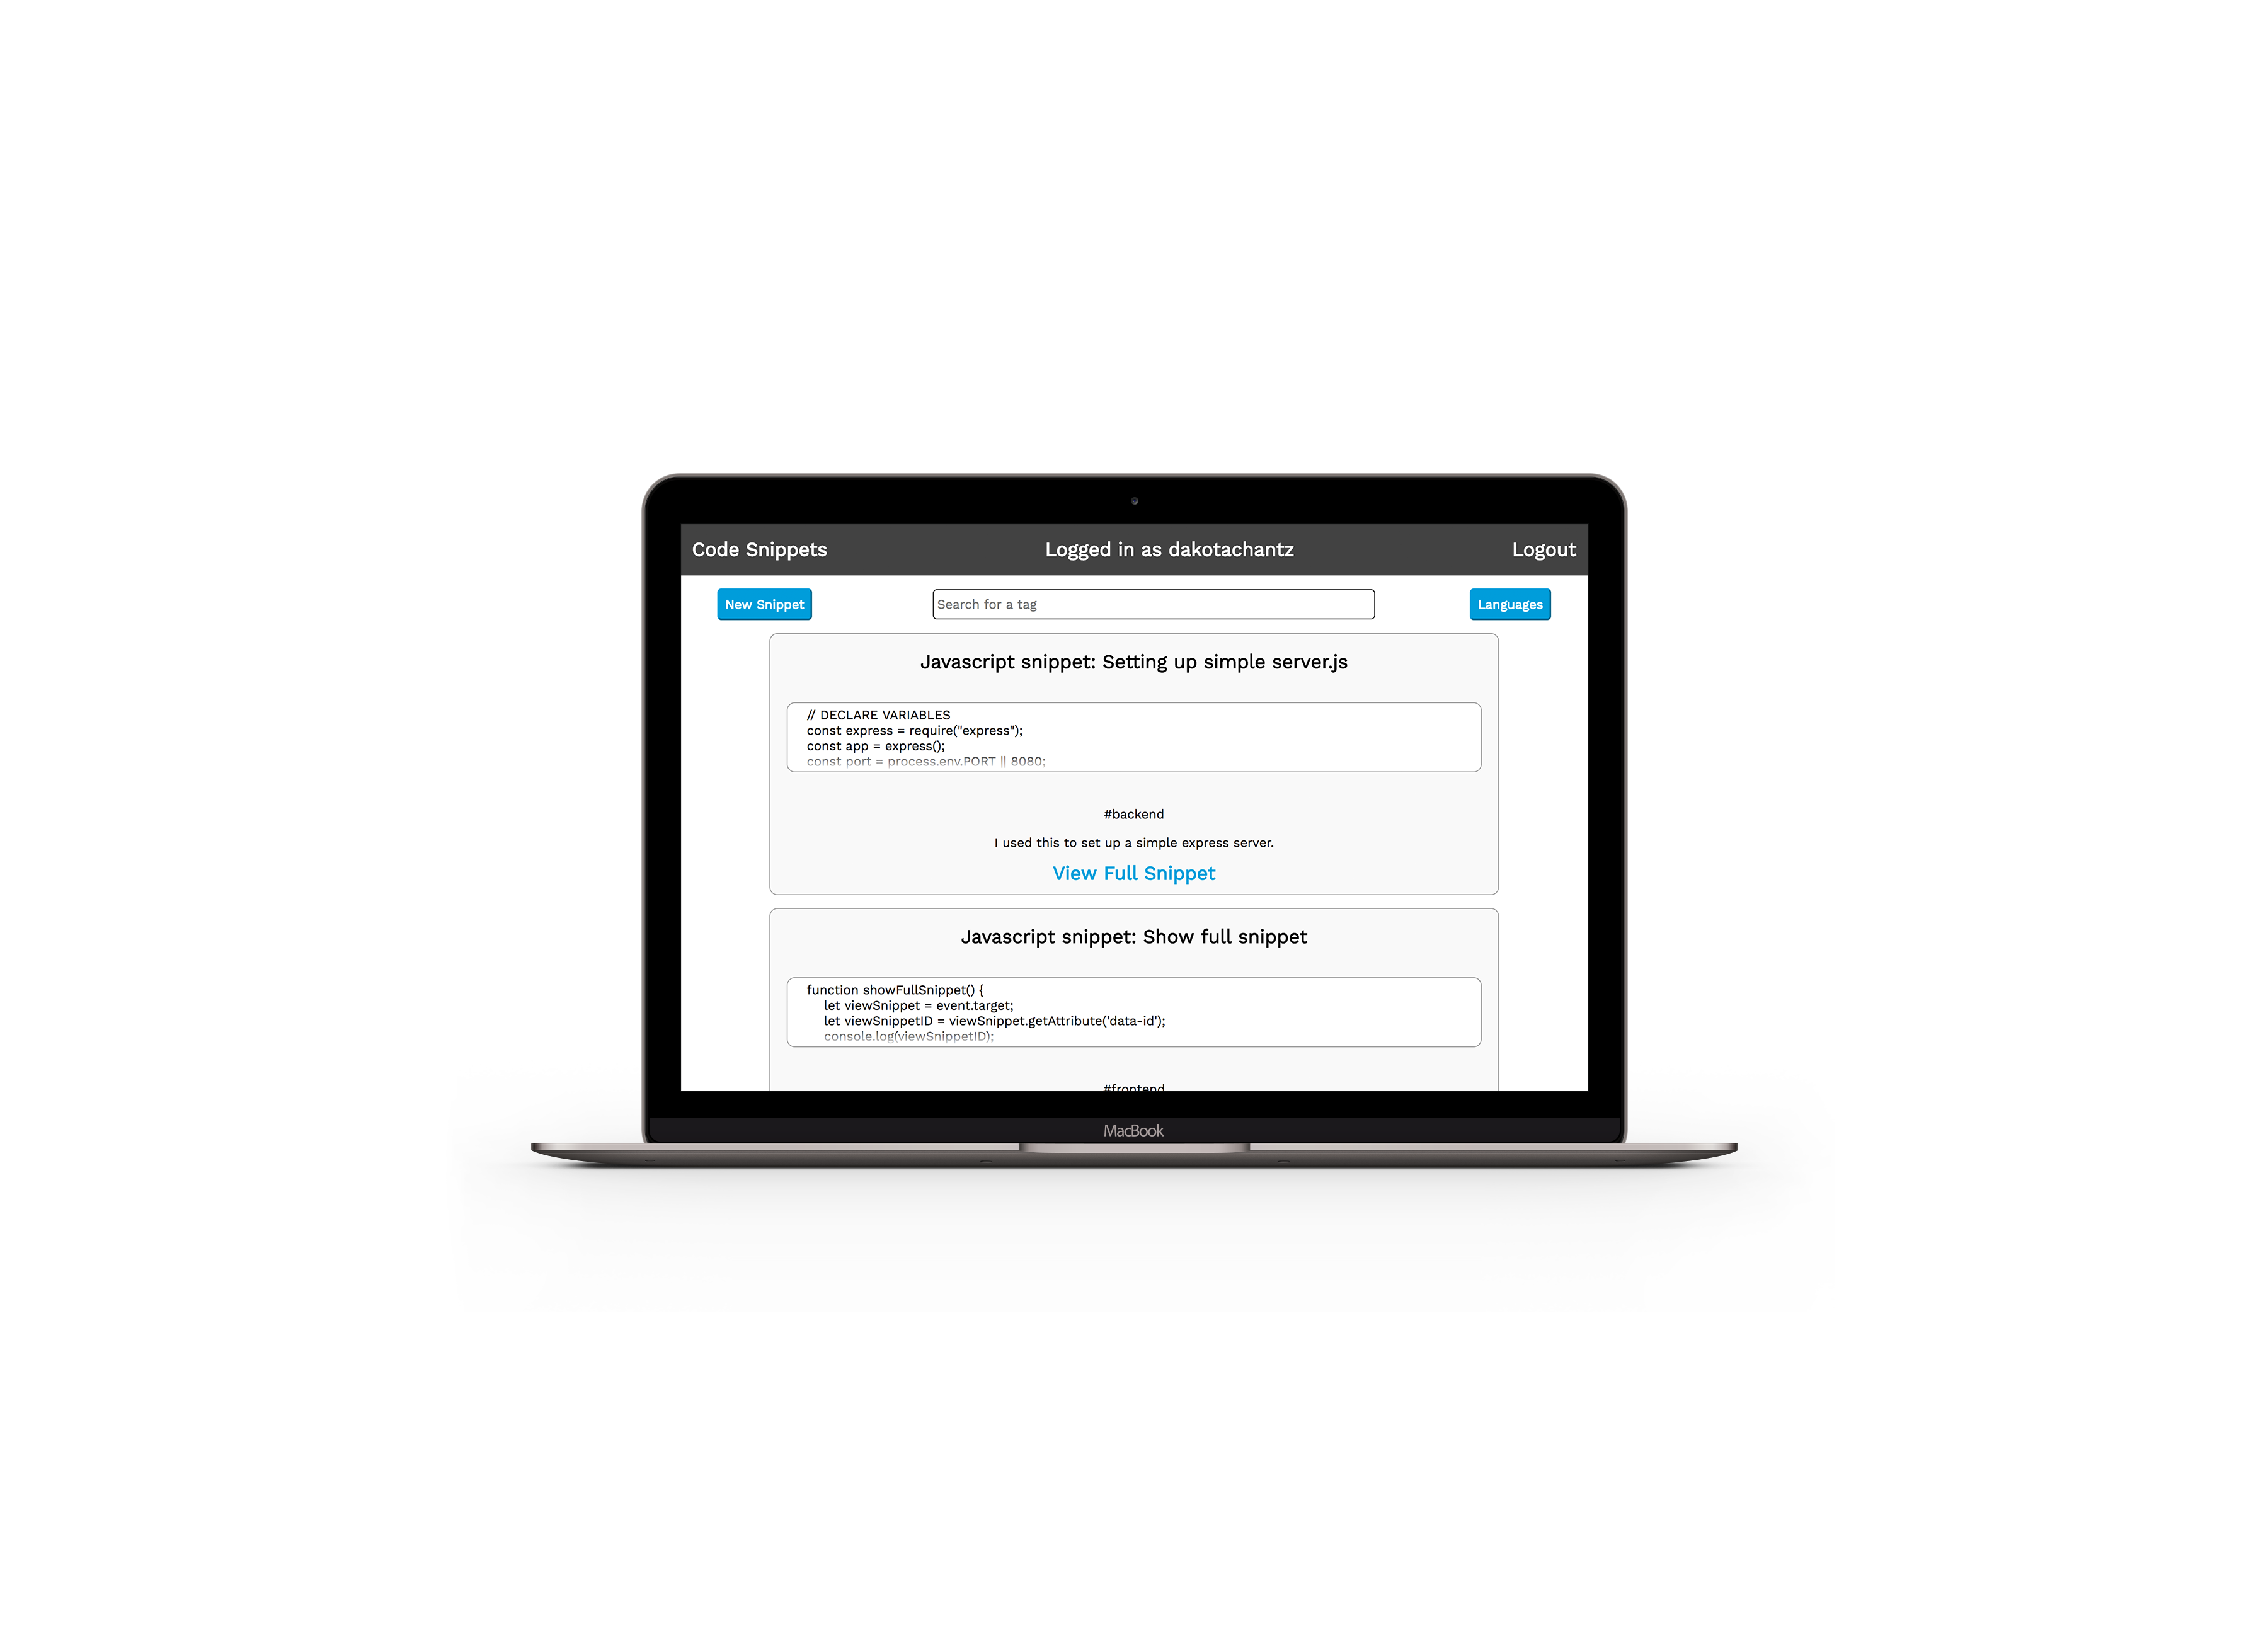 Code Snippets Logged in as dakotachantz Logout
New Snippet Search for a tag Languages
Javascript snippet: Setting up simple server.js
// DECLARE VARIABLES
const express = require("express");
const app = express();
const port = process.env.PORT || 8080;
#backend
I used this to set up a simple express server.
View Full Snippet
Javascript snippet: Show full snippet
function showFullSnippet() {
let viewSnippet = event.target;
let viewSnippetID = viewSnippet.getAttribute('data-id');
console.log(viewSnippetID);
#frontend
MacBook